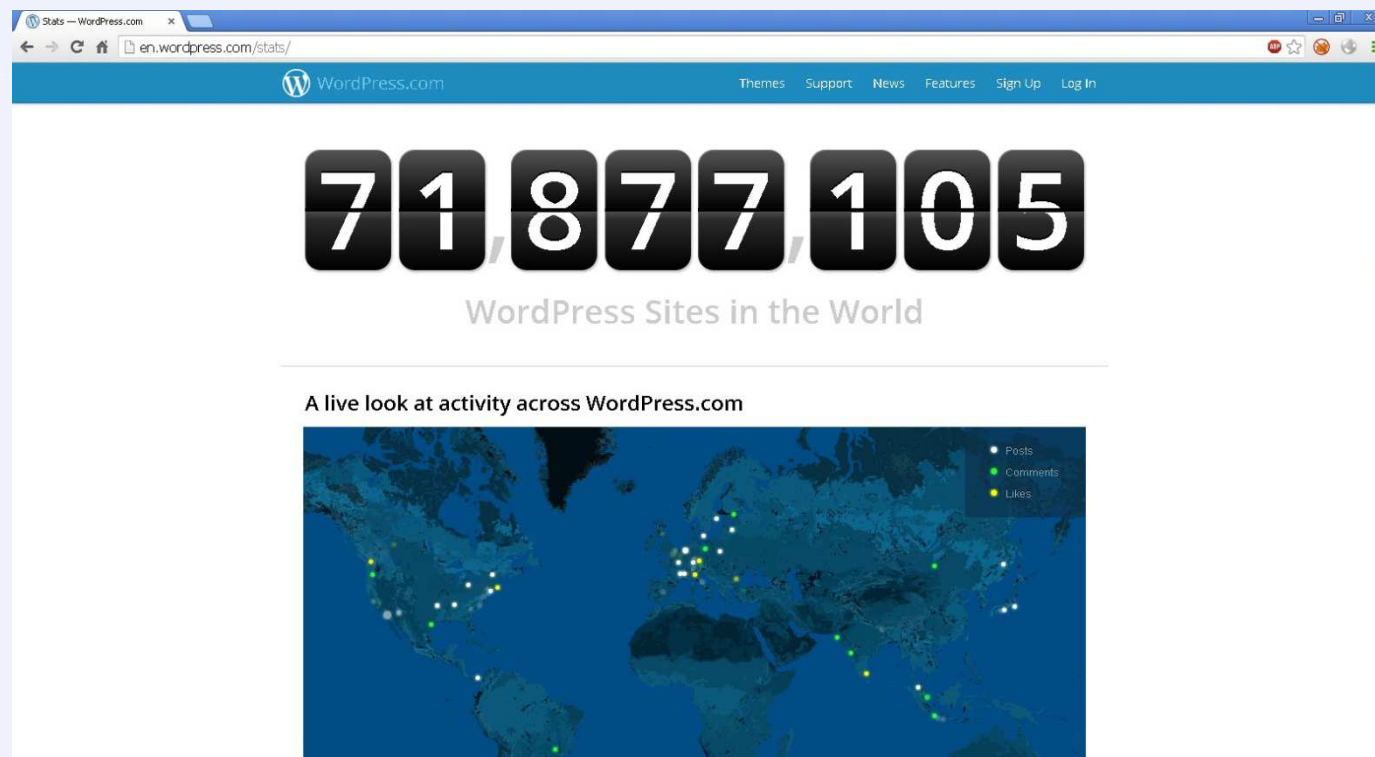 Stats — WordPress.com
en.wordpress.com/stats/
ABP
WordPress.com Themes Support News Features Sign Up Log In
71,877,105
WordPress Sites in the World
A live look at activity across WordPress.com
Posts
Comments
Likes